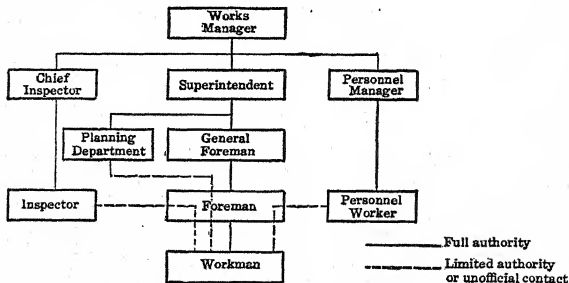 Works
Manager
Chief
Inspector
Superintendent
Personnel
Manager
Planning
Department
General
Foreman
Inspector
Foreman
Personnel
Worker
Workman
Full authority
Limited authority
or unofficial contact